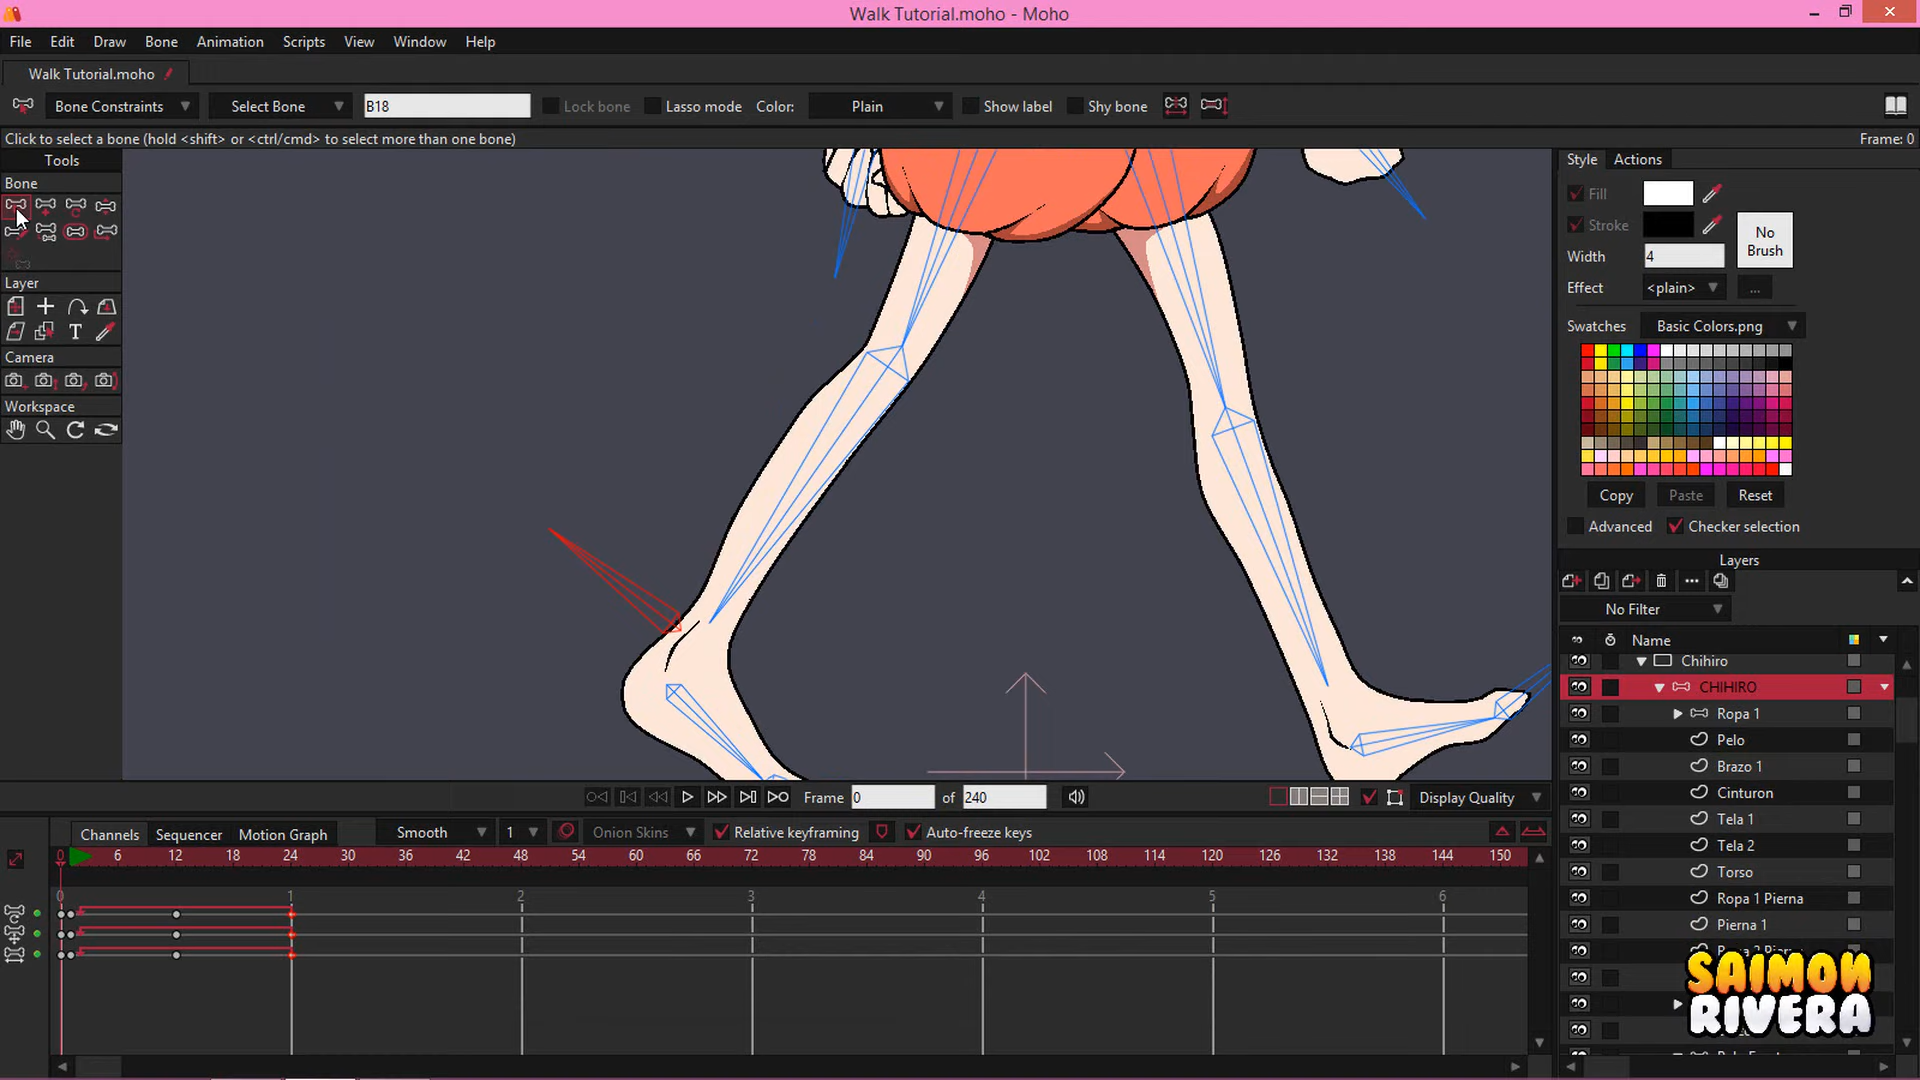 Walk Tutorial.moho - Moho
File Edit Draw Bone Animation Scripts View Window Help
Walk Tutorial.moho
Bone Constraints Select Bone B18 Lock bone Lasso mode Color: Plain Show label Shy bone
Click to select a bone (hold <shift> or <ctrl/cmd> to select more than one bone) Frame: 0
Tools
Bone
Layer
Camera
Workspace
Style Actions
Fill
Stroke
No Brush
Width 4
Effect <plain> ...
Swatches Basic Colors.png
Copy Paste Reset
Advanced Checker selection
Layers
No Filter
Name
Chihiro
CHIHIRO
Ropa 1
Pelo
Brazo 1
Cinturon
Tela 1
Tela 2
Torso
Ropa 1 Pierna
Pierna 1
SAIMON
RIVERA
Frame 0 of 240 Display Quality
Channels Sequencer Motion Graph Smooth 1 Onion Skins Relative keyframing Auto-freeze keys
0 6 12 18 24 30 36 42 48 54 60 66 72 78 84 90 96 102 108 114 120 126 132 138 144 150
0 1 2 3 4 5 6